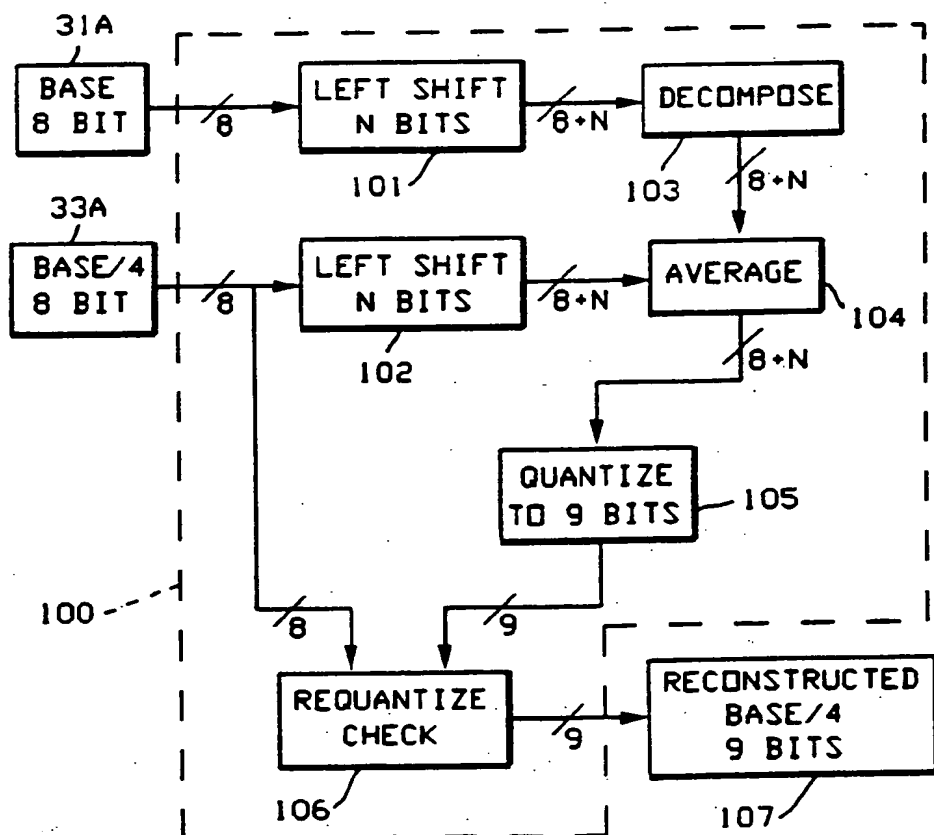 31A
BASE
8 BIT
8
LEFT SHIFT
N BITS
101
8+N
DECOMPOSE
103
8+N
33A
BASE/4
8 BIT
8
LEFT SHIFT
N BITS
102
8+N
AVERAGE
104
8+N
QUANTIZE
TO 9 BITS
105
100
8
9
REQUANTIZE
CHECK
106
9
RECONSTRUCTED
BASE/4
9 BITS
107